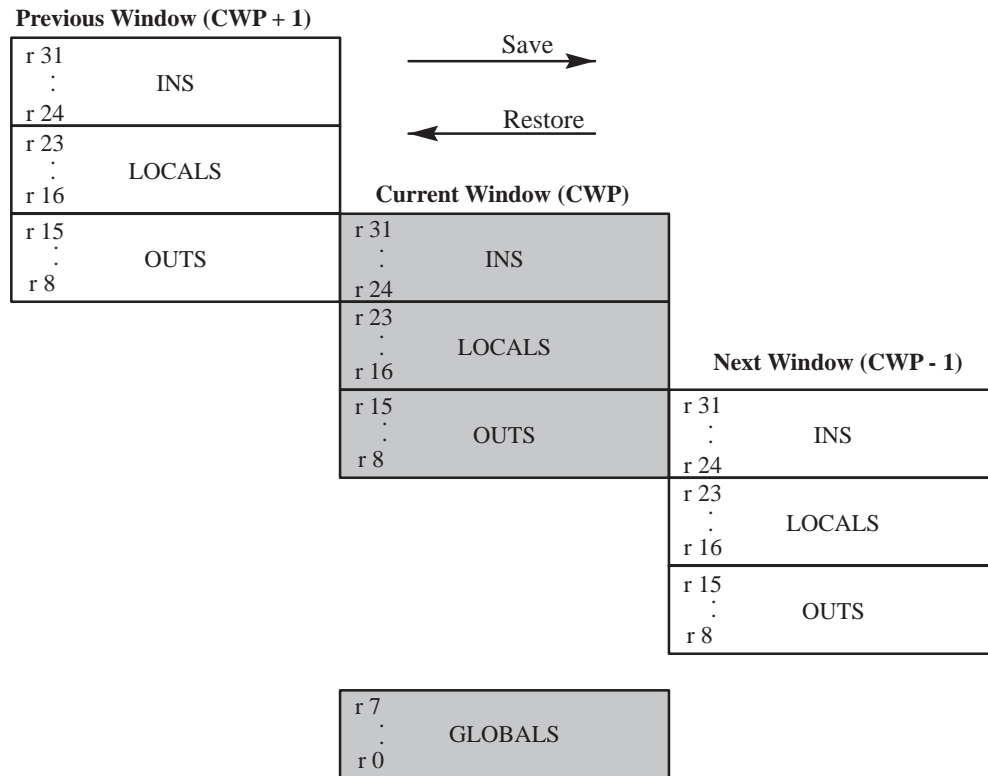 Previous Window (CWP + 1)
r 31
:
r 24
INS
r 23
:
r 16
LOCALS
r 15
:
r 8
OUTS
Save
Restore
Current Window (CWP)
r 31
:
r 24
INS
r 23
:
r 16
LOCALS
r 15
:
r 8
OUTS
Next Window (CWP - 1)
r 31
:
r 24
INS
r 23
:
r 16
LOCALS
r 15
:
r 8
OUTS
r 7
:
r 0
GLOBALS